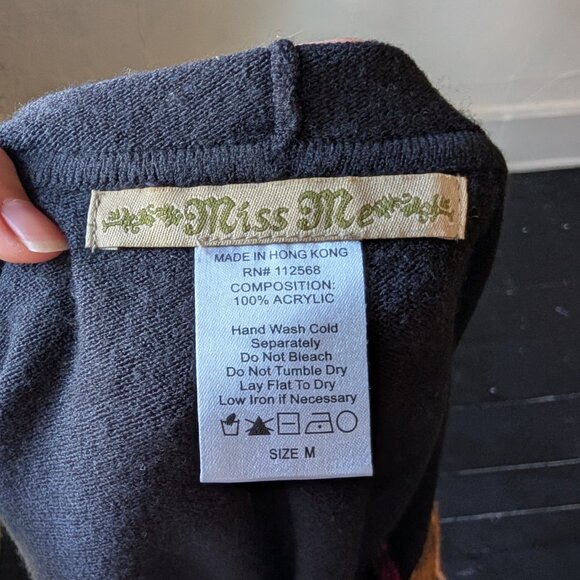 Miss Me
MADE IN HONG KONG
RN# 112568
COMPOSITION:
100% ACRYLIC
Hand Wash Cold
Separately
Do Not Bleach
Do Not Tumble Dry
Lay Flat To Dry
Low Iron if Necessary
SIZE M